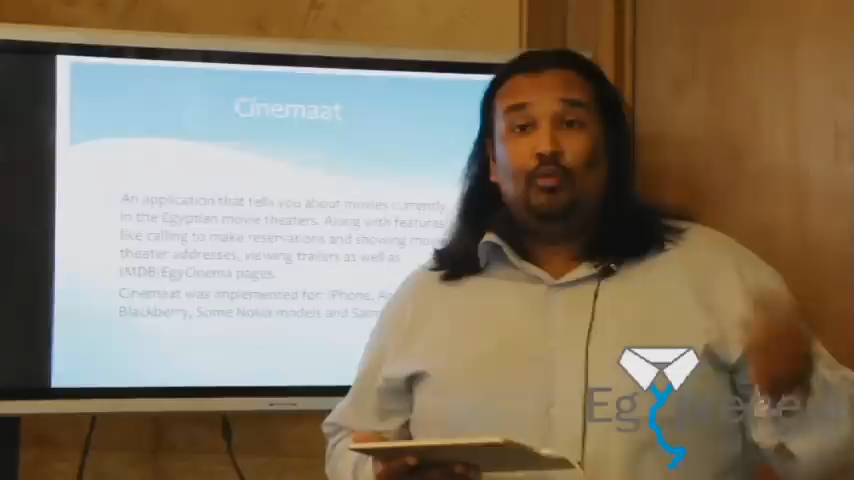 Cinemaat
An application that tells you about movies currently
in the Egyptian movie theaters. Along with features
like calling to make reservations and showing
theater addresses, viewing trailers as well as
IMDB/EgyCinema pages.
Cinemaat was implemented for: iPhone,
Blackberry, Some Nokia models and